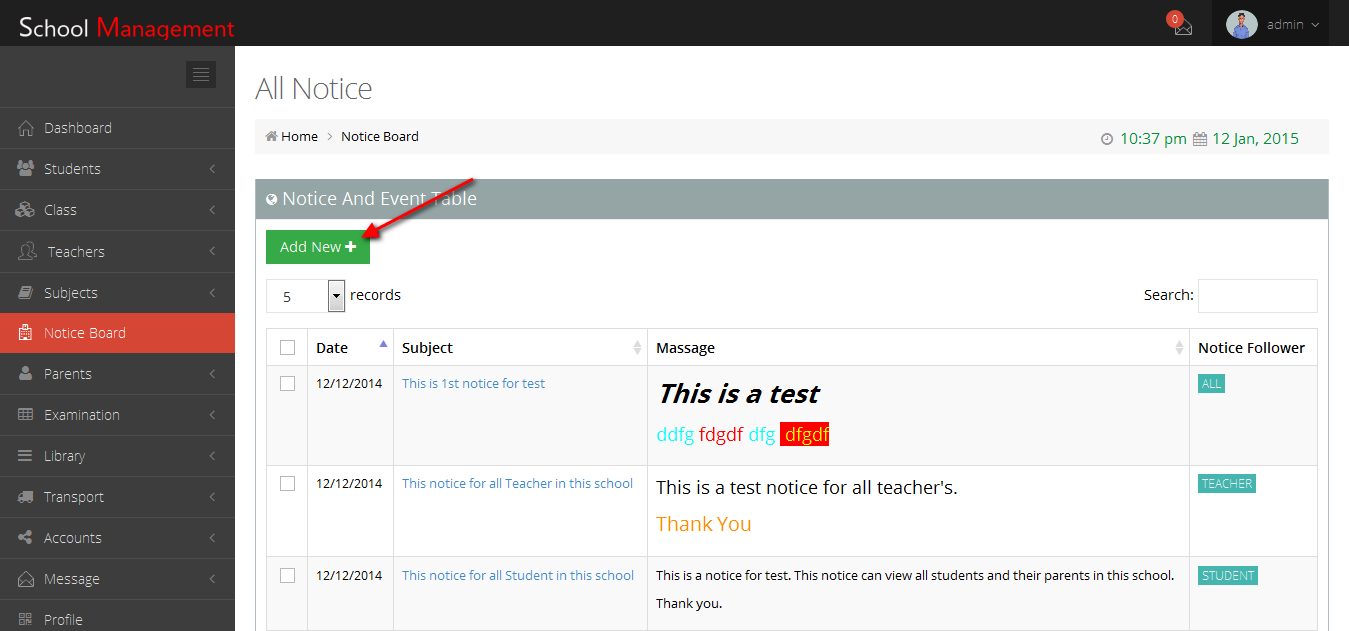 School Management
0
admin
All Notice
Home > Notice Board
10:37 pm 12 Jan, 2015
Dashboard
Students
Class
Teachers
Subjects
Notice Board
Parents
Examination
Library
Transport
Accounts
Message
Profile
Notice And Event Table
Add New
5 records
Search:
Date Subject Massage Notice Follower
12/12/2014 This is 1st notice for test This is a test ALL
ddfg fdgdf dfg dfgdf
12/12/2014 This notice for all Teacher in this school This is a test notice for all teacher's. TEACHER
Thank You
12/12/2014 This notice for all Student in this school This is a notice for test. This notice can view all students and their parents in this school. STUDENT
Thank you.